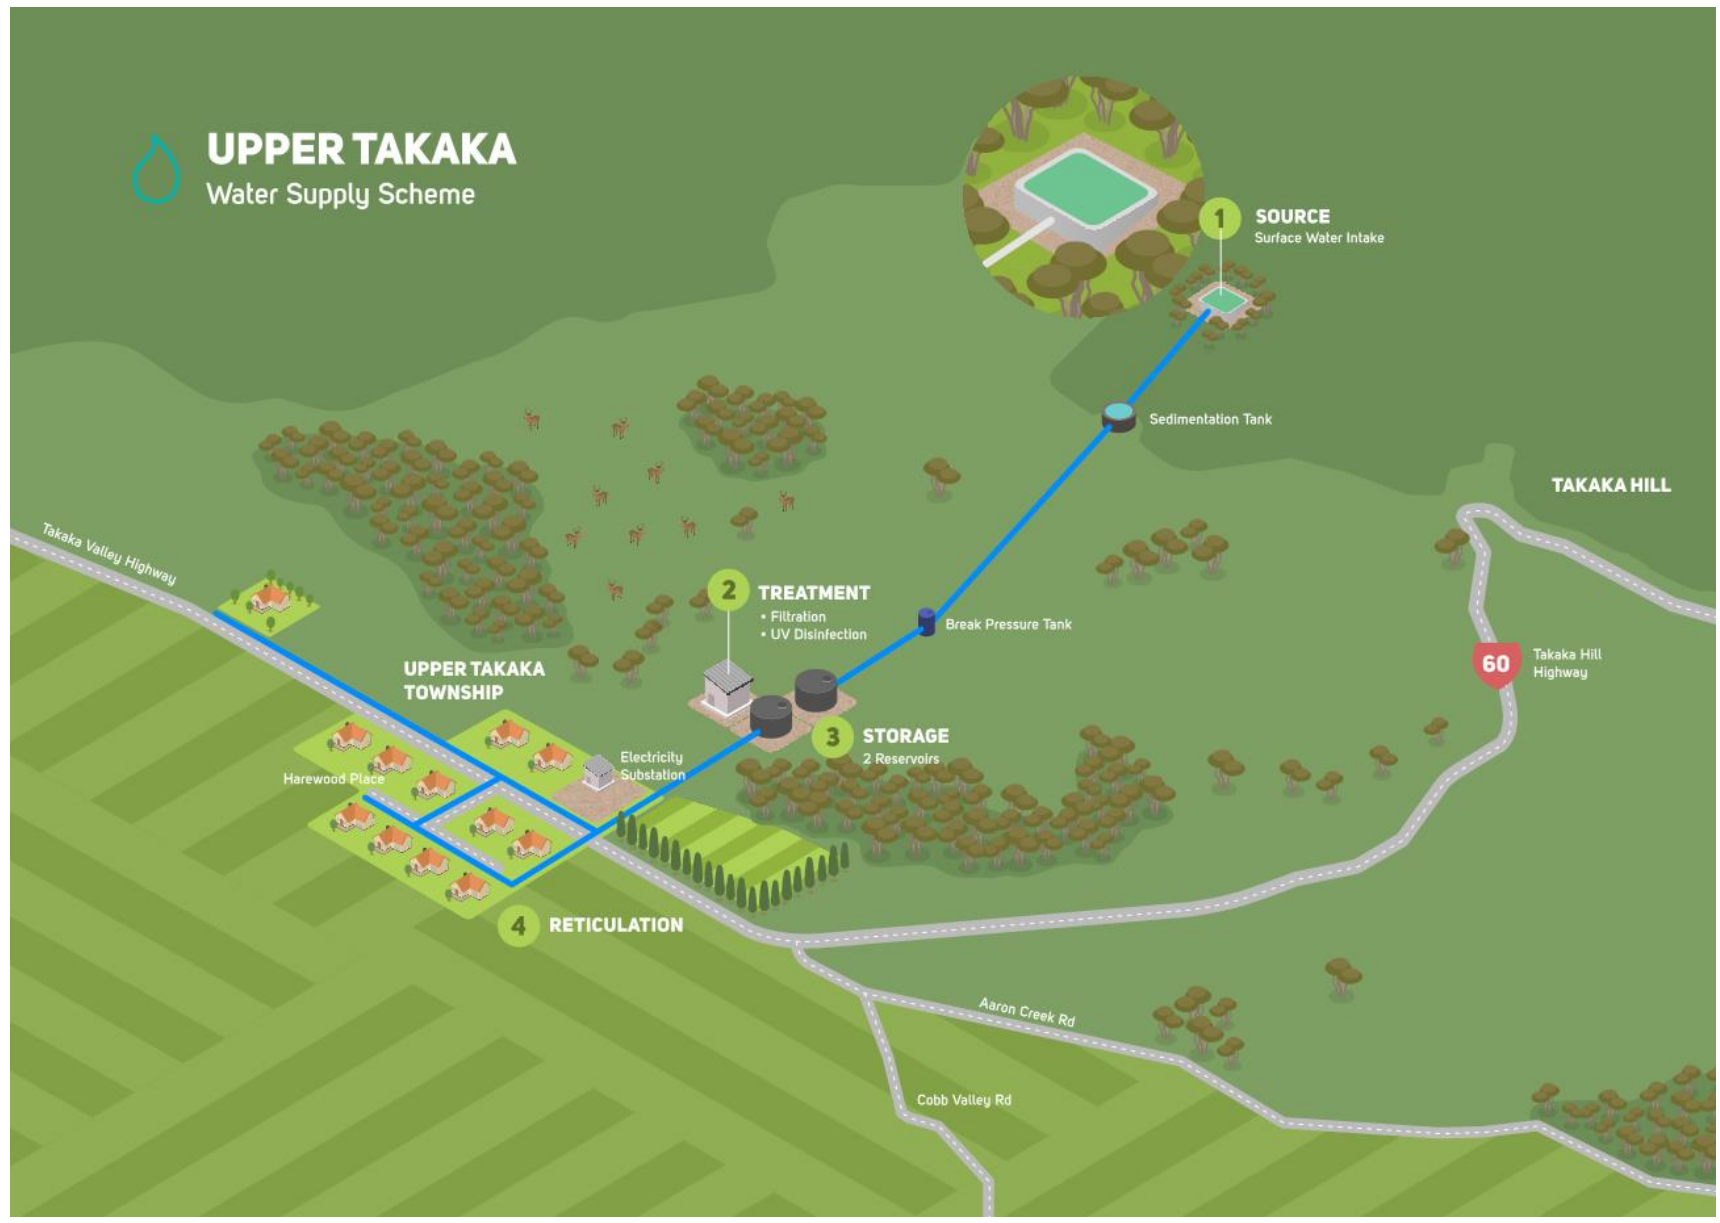 UPPER TAKAKA
Water Supply Scheme
1
SOURCE
Surface Water Intake
Sedimentation Tank
TAKAKA HILL
Takaka Valley Highway
2
TREATMENT
• Filtration
• UV Disinfection
Break Pressure Tank
60
Takaka Hill
Highway
UPPER TAKAKA
TOWNSHIP
3
STORAGE
2 Reservoirs
Electricity
Substation
Harewood Place
4
RETICULATION
Aaron Creek Rd
Cobb Valley Rd